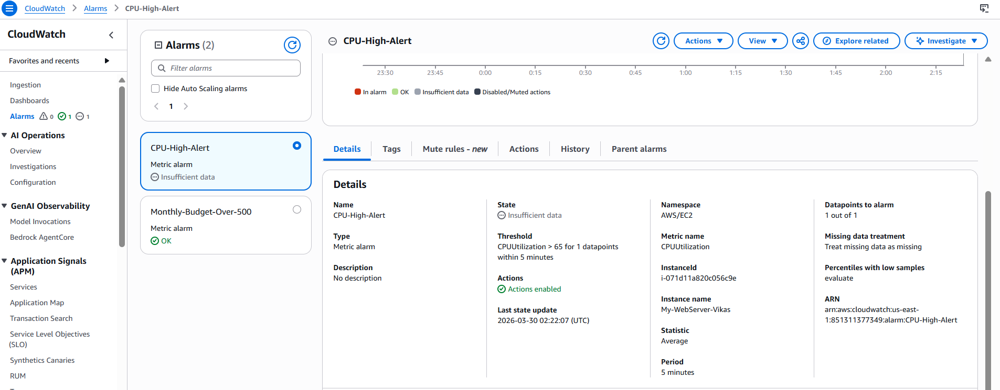 CloudWatch > Alarms > CPU-High-Alert
CloudWatch
Favorites and recents
Ingestion
Dashboards
Alarms 0 1 1
AI Operations
Overview
Investigations
Configuration
GenAI Observability
Model Invocations
Bedrock AgentCore
Application Signals
(APM)
Services
Application Map
Transaction Search
Service Level Objectives
(SLO)
Synthetics Canaries
RUM
Alarms (2)
Filter alarms
Hide Auto Scaling alarms
1
CPU-High-Alert
Metric alarm
Insufficient data
Monthly-Budget-Over-500
Metric alarm
OK
CPU-High-Alert
Actions
View
Explore related
Investigate
23:30 23:45 0:00 0:15 0:30 0:45 1:00 1:15 1:30 1:45 2:00 2:15
In alarm OK Insufficient data Disabled/Muted actions
Details Tags Mute rules - new Actions History Parent alarms
Details
Name
CPU-High-Alert
Type
Metric alarm
Description
No description
State
Insufficient data
Threshold
CPUUtilization > 65 for 1 datapoints
within 5 minutes
Actions
Actions enabled
Last state update
2026-03-30 02:22:07 (UTC)
Namespace
AWS/EC2
Metric name
CPUUtilization
InstanceId
i-071d11a820c056c9e
Instance name
My-WebServer-Vikas
Statistic
Average
Period
5 minutes
Datapoints to alarm
1 out of 1
Missing data treatment
Treat missing data as missing
Percentiles with low samples
evaluate
ARN
arn:aws:cloudwatch:us-east-
1:851311377349:alarm:CPU-High-Alert